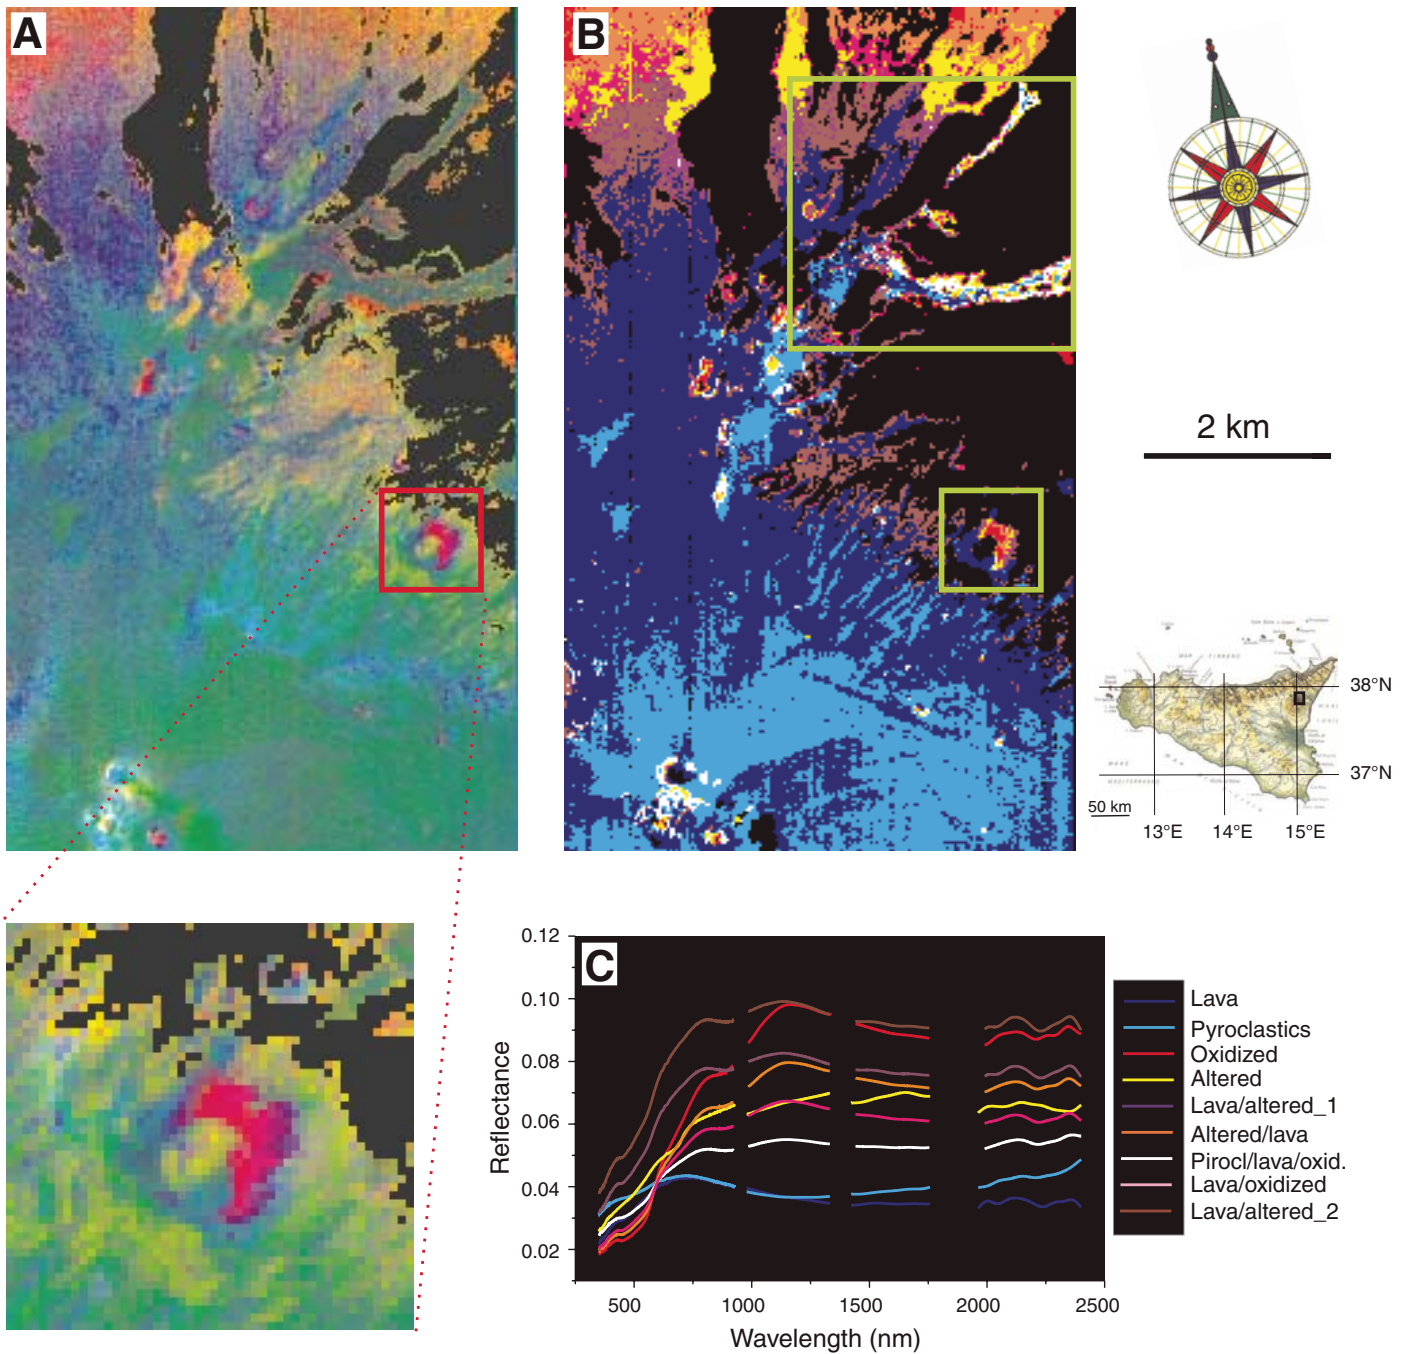 A
B
2 km
38°N
37°N
50 km
13°E
14°E
15°E
C
0.12
0.10
0.08
0.06
0.04
0.02
Reflectance
500
1000
1500
2000
2500
Wavelength (nm)
Lava
Pyroclastics
Oxidized
Altered
Lava/altered_1
Altered/lava
Pirocl/lava/oxid.
Lava/oxidized
Lava/altered_2